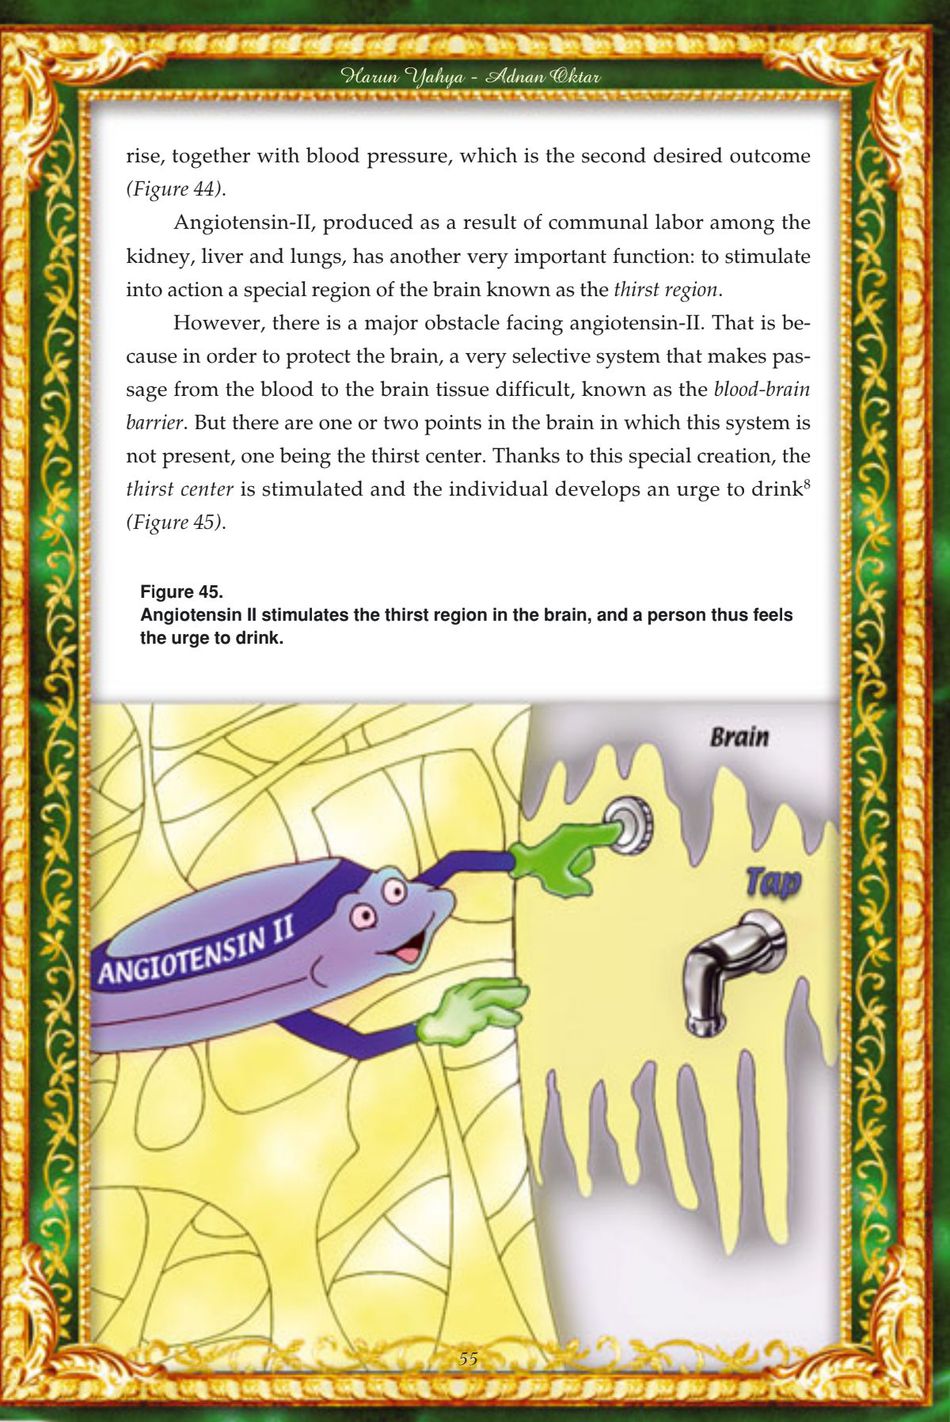 Harun Yahya - Adnan Oktar
rise, together with blood pressure, which is the second desired outcome
(Figure 44).
Angiotensin-II, produced as a result of communal labor among the
kidney, liver and lungs, has another very important function: to stimulate
into action a special region of the brain known as the thirst region.
However, there is a major obstacle facing angiotensin-II. That is be-
cause in order to protect the brain, a very selective system that makes pas-
sage from the blood to the brain tissue difficult, known as the blood-brain
barrier. But there are one or two points in the brain in which this system is
not present, one being the thirst center. Thanks to this special creation, the
thirst center is stimulated and the individual develops an urge to drink⁸
(Figure 45).
Figure 45.
Angiotensin II stimulates the thirst region in the brain, and a person thus feels
the urge to drink.
Brain
Tap
ANGIOTENSIN II
55